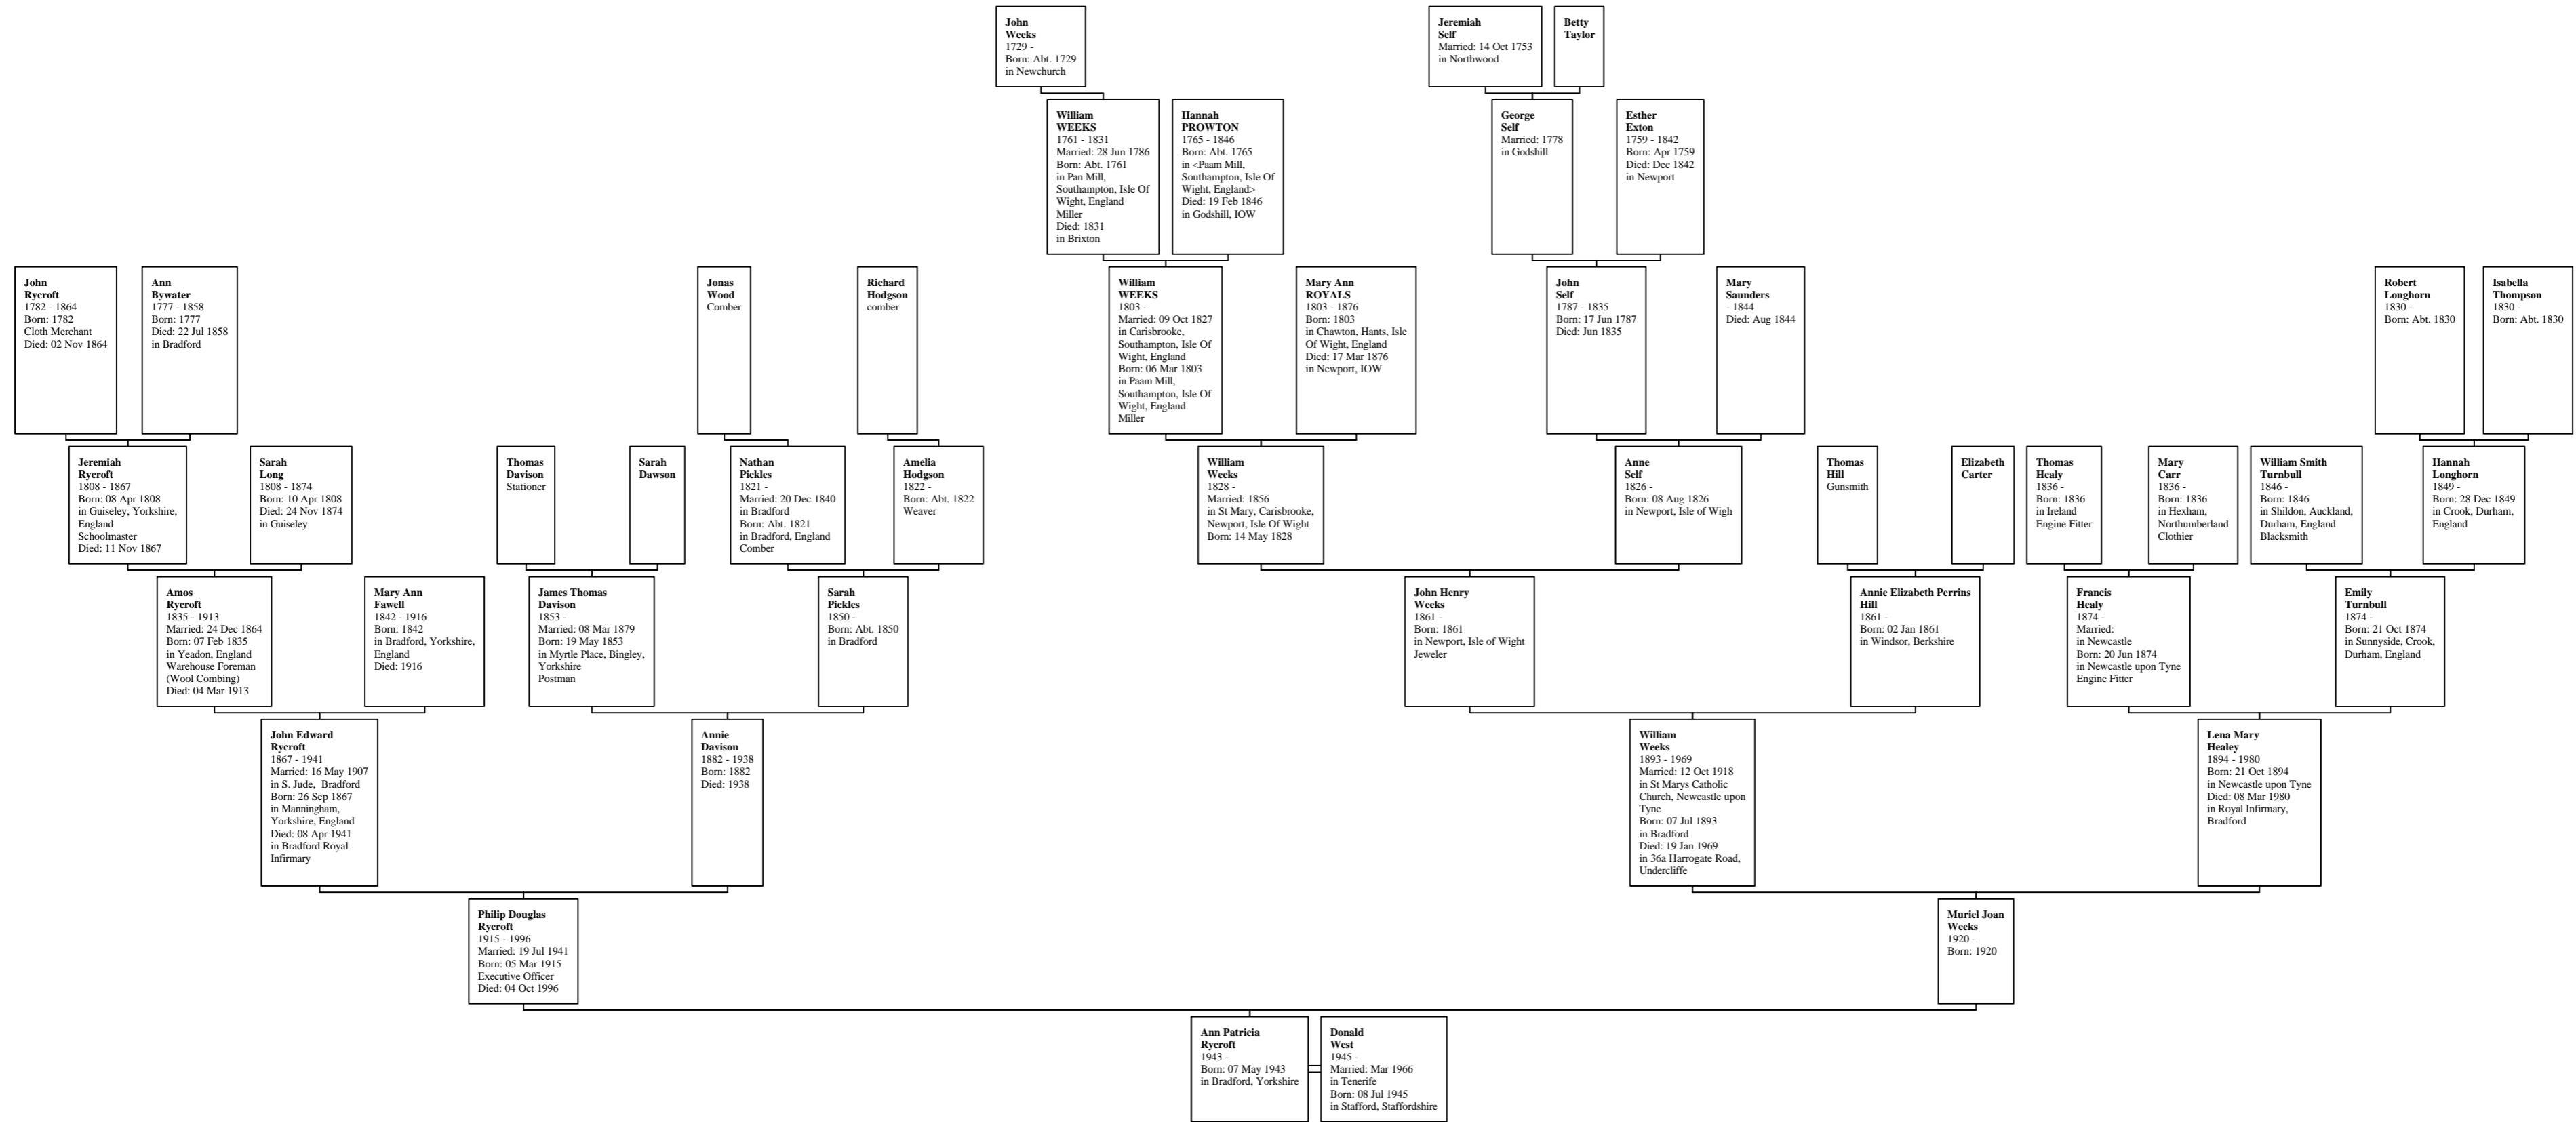 John
Weeks
1729 -
Born: Abt. 1729
in Newchurch
Jeremiah
Self
Married: 14 Oct 1753
in Northwood
Betty
Taylor
William
WEEKS
1761 - 1831
Married: 28 Jun 1786
Born: Abt. 1761
in Pan Mill,
Southampton, Isle Of
Wight, England
Miller
Died: 1831
in Brixton
Hannah
PROWTON
1765 - 1846
Born: Abt. 1765
in <Paam Mill,
Southampton, Isle Of
Wight, England>
Died: 19 Feb 1846
in Godshill, IOW
George
Self
Married: 1778
in Godshill
Esther
Exton
1759 - 1842
Born: Apr 1759
Died: Dec 1842
in Newport
John
Rycroft
1782 - 1864
Born: 1782
Cloth Merchant
Died: 02 Nov 1864
Ann
Bywater
1777 - 1858
Born: 1777
Died: 22 Jul 1858
in Bradford
Jonas
Wood
Comber
Richard
Hodgson
comber
William
WEEKS
1803 -
Married: 09 Oct 1827
in Carisbrooke,
Southampton, Isle Of
Wight, England
Born: 06 Mar 1803
in Paam Mill,
Southampton, Isle Of
Wight, England
Miller
Mary Ann
ROYALS
1803 - 1876
Born: 1803
in Chawton, Hants, Isle
Of Wight, England
Died: 17 Mar 1876
in Newport, IOW
John
Self
1787 - 1835
Born: 17 Jun 1787
Died: Jun 1835
Mary
Saunders
- 1844
Died: Aug 1844
Robert
Longhorn
1830 -
Born: Abt. 1830
Isabella
Thompson
1830 -
Born: Abt. 1830
Jeremiah
Rycroft
1808 - 1867
Born: 08 Apr 1808
in Guiseley, Yorkshire,
England
Schoolmaster
Died: 11 Nov 1867
Sarah
Long
1808 - 1874
Born: 10 Apr 1808
Died: 24 Nov 1874
in Guiseley
Thomas
Davison
Stationer
Sarah
Dawson
Nathan
Pickles
1821 -
Married: 20 Dec 1840
in Bradford
Born: Abt. 1821
in Bradford, England
Comber
Amelia
Hodgson
1822 -
Born: Abt. 1822
Weaver
William
Weeks
1828 -
Married: 1856
in St Mary, Carisbrooke,
Newport, Isle Of Wight
Born: 14 May 1828
Anne
Self
1826 -
Born: 08 Aug 1826
in Newport, Isle of Wigh
Thomas
Hill
Gunsmith
Elizabeth
Carter
Thomas
Healy
1836 -
Born: 1836
in Ireland
Engine Fitter
Mary
Carr
1836 -
Born: 1836
in Hexham,
Northumberland
Clothier
William Smith
Turnbull
1846 -
Born: 1846
in Shildon, Auckland,
Durham, England
Blacksmith
Hannah
Longhorn
1849 -
Born: 28 Dec 1849
in Crook, Durham,
England
Amos
Rycroft
1835 - 1913
Married: 24 Dec 1864
Born: 07 Feb 1835
in Yeadon, England
Warehouse Foreman
(Wool Combing)
Died: 04 Mar 1913
Mary Ann
Fawell
1842 - 1916
Born: 1842
in Bradford, Yorkshire,
England
Died: 1916
James Thomas
Davison
1853 -
Married: 08 Mar 1879
Born: 19 May 1853
in Myrtle Place, Bingley,
Yorkshire
Postman
Sarah
Pickles
1850 -
Born: Abt. 1850
in Bradford
John Henry
Weeks
1861 -
Born: 1861
in Newport, Isle of Wight
Jeweler
Annie Elizabeth Perrins
Hill
1861 -
Born: 02 Jan 1861
in Windsor, Berkshire
Francis
Healy
1874 -
Married:
in Newcastle
Born: 20 Jun 1874
in Newcastle upon Tyne
Engine Fitter
Emily
Turnbull
1874 -
Born: 21 Oct 1874
in Sunnyside, Crook,
Durham, England
John Edward
Rycroft
1867 - 1941
Married: 16 May 1907
in S. Jude, Bradford
Born: 26 Sep 1867
in Manningham,
Yorkshire, England
Died: 08 Apr 1941
in Bradford Royal
Infirmary
Annie
Davison
1882 - 1938
Born: 1882
Died: 1938
William
Weeks
1893 - 1969
Married: 12 Oct 1918
in St Marys Catholic
Church, Newcastle upon
Tyne
Born: 07 Jul 1893
in Bradford
Died: 19 Jan 1969
in 36a Harrogate Road,
Undercliffe
Lena Mary
Healey
1894 - 1980
Born: 21 Oct 1894
in Newcastle upon Tyne
Died: 08 Mar 1980
in Royal Infirmary,
Bradford
Philip Douglas
Rycroft
1915 - 1996
Married: 19 Jul 1941
Born: 05 Mar 1915
Executive Officer
Died: 04 Oct 1996
Muriel Joan
Weeks
1920 -
Born: 1920
Ann Patricia
Rycroft
1943 -
Born: 07 May 1943
in Bradford, Yorkshire
Donald
West
1945 -
Married: Mar 1966
in Tenerife
Born: 08 Jul 1945
in Stafford, Staffordshire